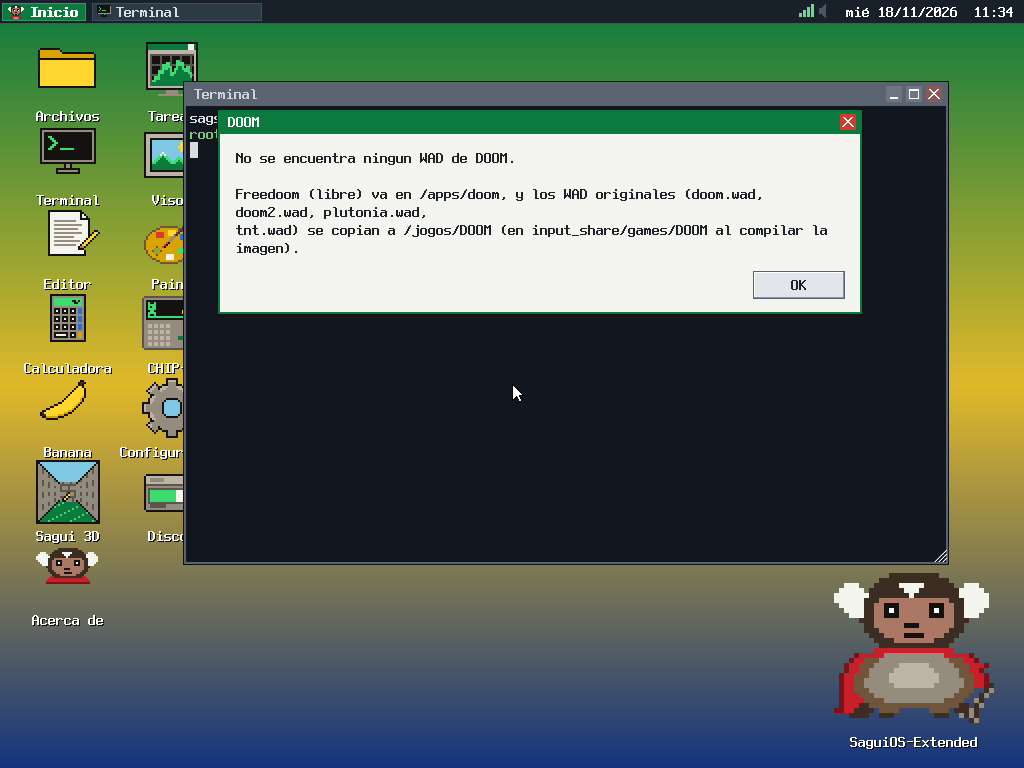 Inicio
Terminal
mié 18/11/2026 11:34
Archivos
Terminal
Editor
Calculadora
CHIP-
Banana
Sagui 3D
Acerca de
Terminal
DOOM
No se encuentra ningun WAD de DOOM.
Freedoom (libre) va en /apps/doom, y los WAD originales (doom.wad,
doom2.wad, plutonia.wad,
tnt.wad) se copian a /jogos/DOOM (en input_share/games/DOOM al compilar la
imagen).
OK
SaguiOS-Extended